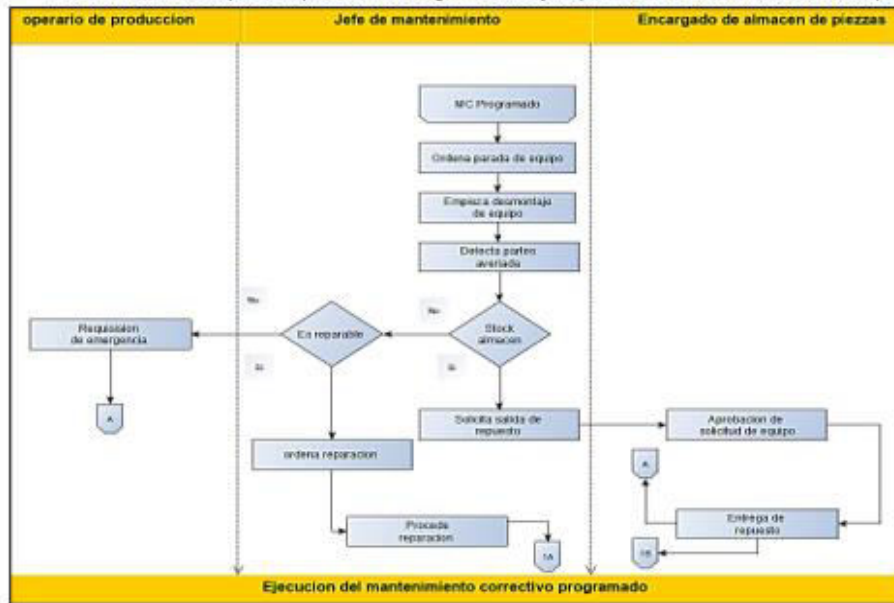 operario de produccion
Jefe de mantenimiento
Encargado de almacen de piezzas
MC Programado
Ordena parada de equipo
Empieza desmontaje
de equipo
Detecta partes
averiada
Stock
almacen
No
Es reparable
No
Requission
de emergencia
A
Si
Si
Solicita salida de
repuesto
Aprobacion de
solicitud de equipo
ordena reparacion
A
Procede
reparacion
1A
Entrega de
repuesto
1B
Ejecucion del mantenimiento correctivo programado